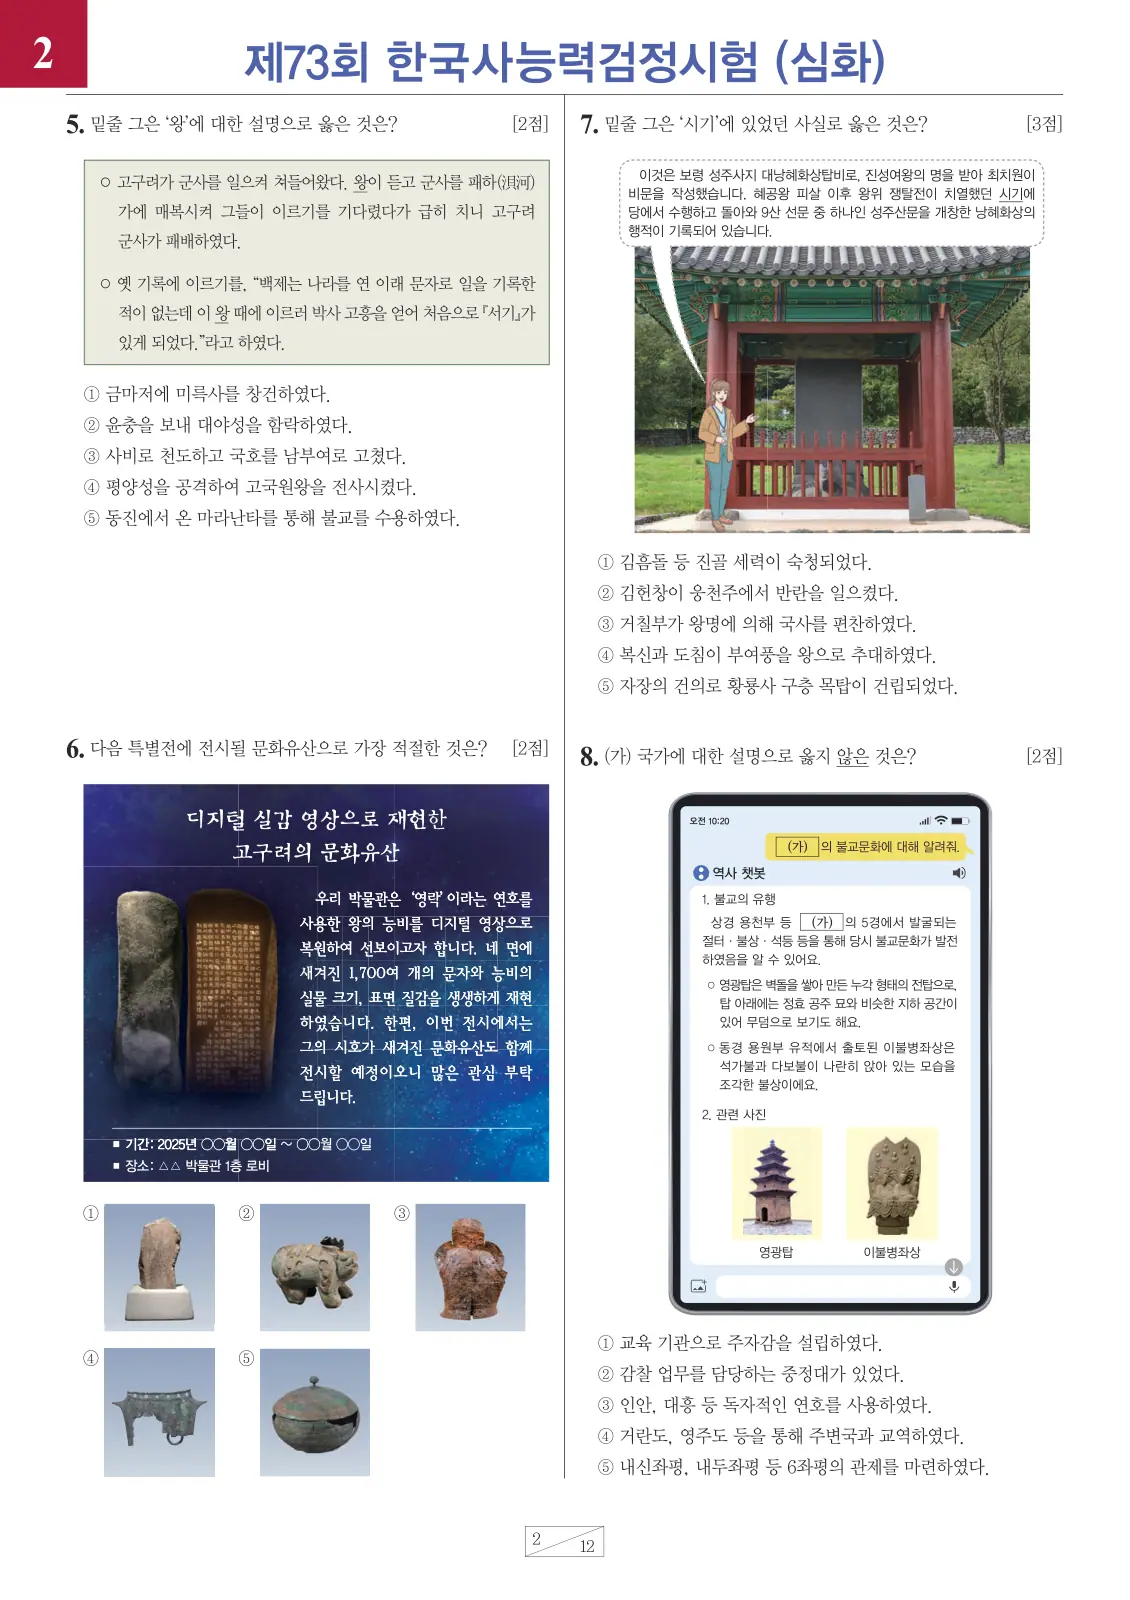 2
제73회 한국사능력검정시험 (심화)
5. 밑줄 그은 ‘왕’에 대한 설명으로 옳은 것은? [2점]
○ 고구려가 군사를 일으켜 쳐들어왔다. 왕이 듣고 군사를 패하(浿河)
가에 매복시켜 그들이 이르기를 기다렸다가 급히 치니 고구려
군사가 패배하였다.
○ 옛 기록에 이르기를, “백제는 나라를 연 이래 문자로 일을 기록한
적이 없는데 이 왕 때에 이르러 박사 고흥을 얻어 처음으로 『서기』가
있게 되었다.”라고 하였다.
① 금마저에 미륵사를 창건하였다.
② 윤충을 보내 대야성을 함락하였다.
③ 사비로 천도하고 국호를 남부여로 고쳤다.
④ 평양성을 공격하여 고국원왕을 전사시켰다.
⑤ 동진에서 온 마라난타를 통해 불교를 수용하였다.
6. 다음 특별전에 전시될 문화유산으로 가장 적절한 것은? [2점]
디지털 실감 영상으로 재현한
고구려의 문화유산
우리 박물관은 ‘영락’이라는 연호를
사용한 왕의 능비를 디지털 영상으로
복원하여 선보이고자 합니다. 네 면에
새겨진 1,700여 개의 문자와 능비의
실물 크기, 표면 질감을 생생하게 재현
하였습니다. 한편, 이번 전시에서는
그의 시호가 새겨진 문화유산도 함께
전시할 예정이오니 많은 관심 부탁
드립니다.
■ 기간: 2025년 ○○월 ○○일 ~ ○○월 ○○일
■ 장소: △△ 박물관 1층 로비
①
②
③
④
⑤
7. 밑줄 그은 ‘시기’에 있었던 사실로 옳은 것은? [3점]
이것은 보령 성주사지 대낭혜화상탑비로, 진성여왕의 명을 받아 최치원이
비문을 작성했습니다. 혜공왕 피살 이후 왕위 쟁탈전이 치열했던 시기에
당에서 수행하고 돌아와 9산 선문 중 하나인 성주산문을 개창한 낭혜화상의
행적이 기록되어 있습니다.
① 김흠돌 등 진골 세력이 숙청되었다.
② 김헌창이 웅천주에서 반란을 일으켰다.
③ 거칠부가 왕명에 의해 국사를 편찬하였다.
④ 복신과 도침이 부여풍을 왕으로 추대하였다.
⑤ 자장의 건의로 황룡사 구층 목탑이 건립되었다.
8. (가) 국가에 대한 설명으로 옳지 않은 것은? [2점]
오전 10:20
(가) 의 불교문화에 대해 알려줘.
역사 챗봇
1. 불교의 유행
상경 용천부 등 (가) 의 5경에서 발굴되는
절터 · 불상 · 석등 등을 통해 당시 불교문화가 발전
하였음을 알 수 있어요.
○ 영광탑은 벽돌을 쌓아 만든 누각 형태의 전탑으로,
탑 아래에는 정효 공주 묘와 비슷한 지하 공간이
있어 무덤으로 보기도 해요.
○ 동경 용원부 유적에서 출토된 이불병좌상은
석가불과 다보불이 나란히 앉아 있는 모습을
조각한 불상이에요.
2. 관련 사진
영광탑 이불병좌상
① 교육 기관으로 주자감을 설립하였다.
② 감찰 업무를 담당하는 중정대가 있었다.
③ 인안, 대흥 등 독자적인 연호를 사용하였다.
④ 거란도, 영주도 등을 통해 주변국과 교역하였다.
⑤ 내신좌평, 내두좌평 등 6좌평의 관제를 마련하였다.
2
12